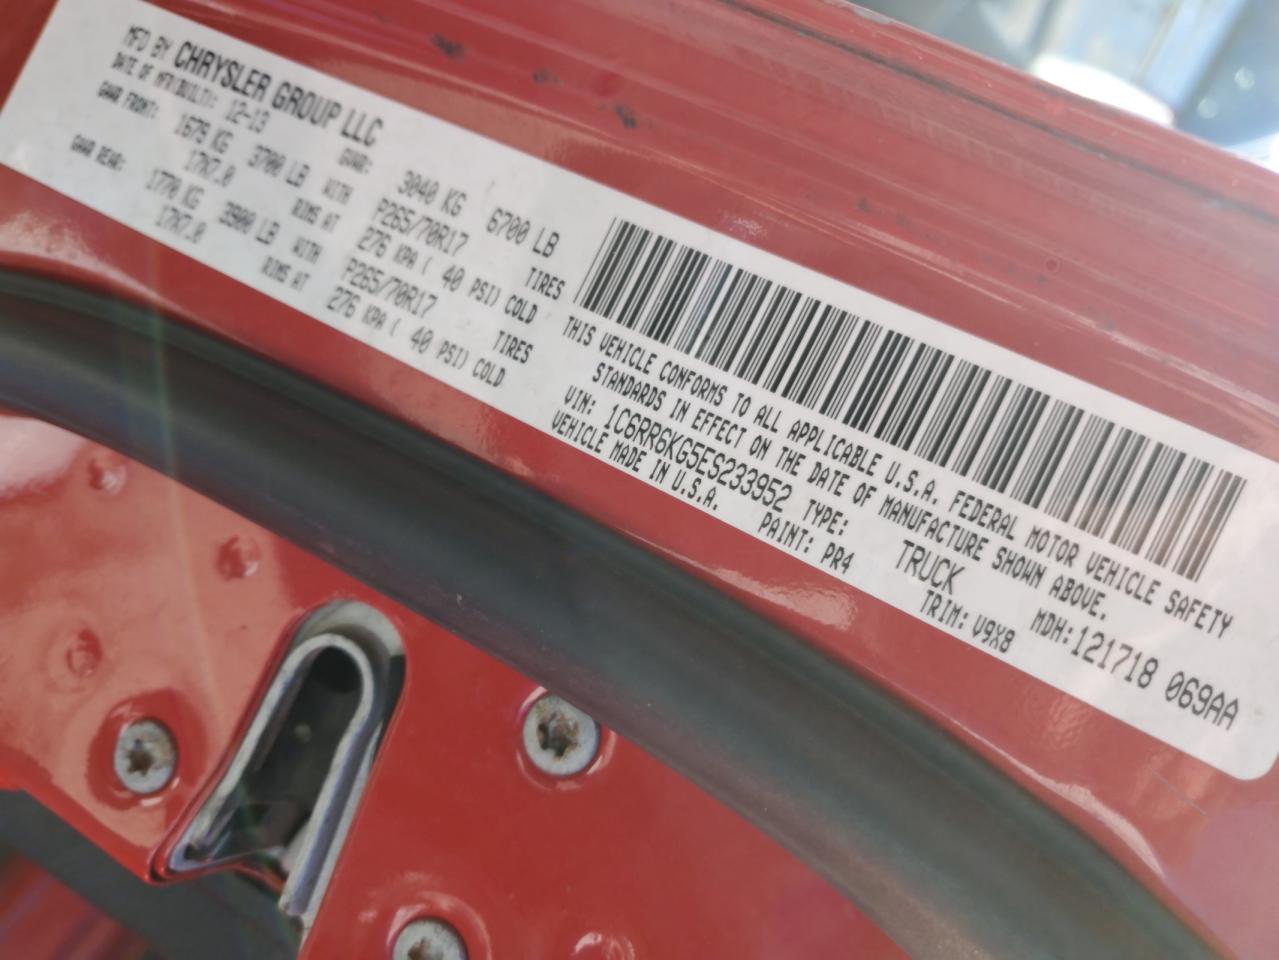 MFD BY CHRYSLER GROUP LLC
DATE OF MFR(BUILT): 12-13 GVWR: 3040 KG 6700 LB
GAWR FRONT: 1679 KG 3700 LB WITH P265/70R17 TIRES
17X7.0 RIMS AT 276 KPA ( 40 PSI) COLD
GAWR REAR: 1770 KG 3900 LB WITH P265/70R17 TIRES
17X7.0 RIMS AT 276 KPA ( 40 PSI) COLD
THIS VEHICLE CONFORMS TO ALL APPLICABLE U.S.A. FEDERAL MOTOR VEHICLE SAFETY
STANDARDS IN EFFECT ON THE DATE OF MANUFACTURE SHOWN ABOVE.
VIN: 1C6RR6KG5ES233952 TYPE: TRUCK MDH: 121718 069AA
VEHICLE MADE IN U.S.A. PAINT: PR4 TRIM: V9X8